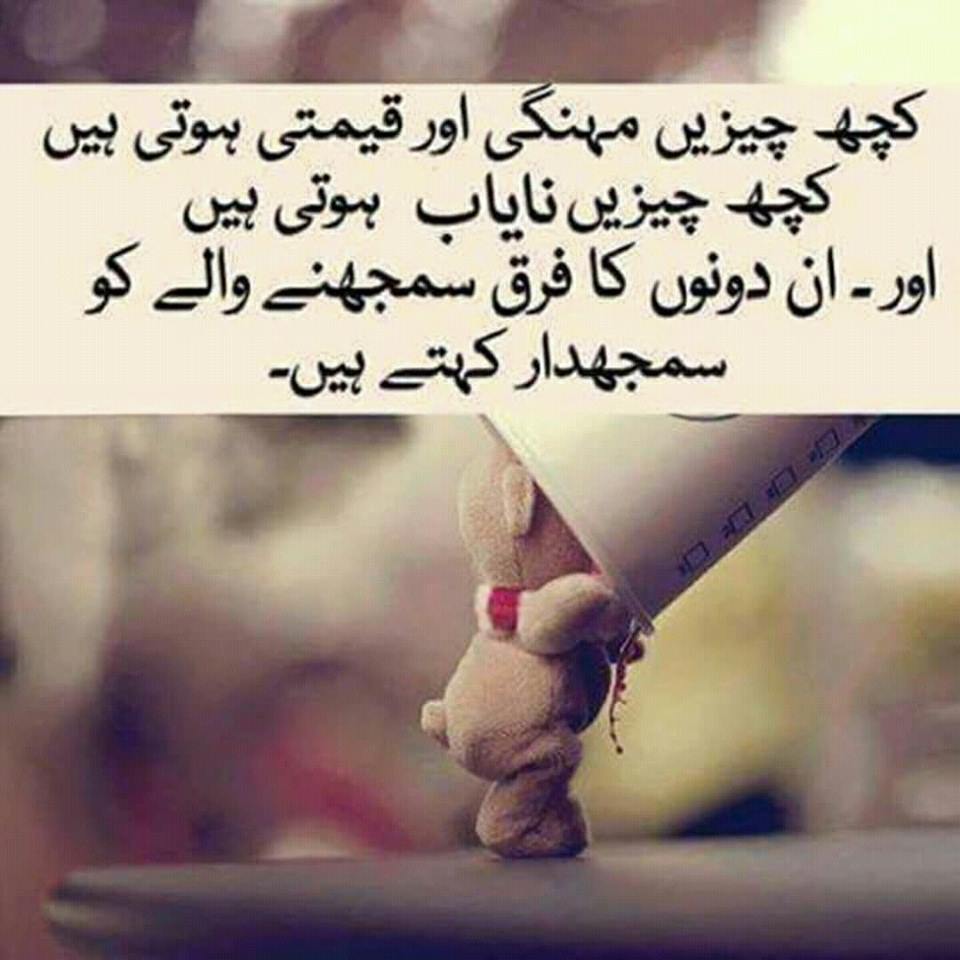 کچھ چیزیں مہنگی اور قیمتی ہوتی ہیں
کچھ چیزیں نایاب ہوتی ہیں
اور ۔ ان دونوں کا فرق سمجھنے والے کو
سمجھدار کہتے ہیں۔